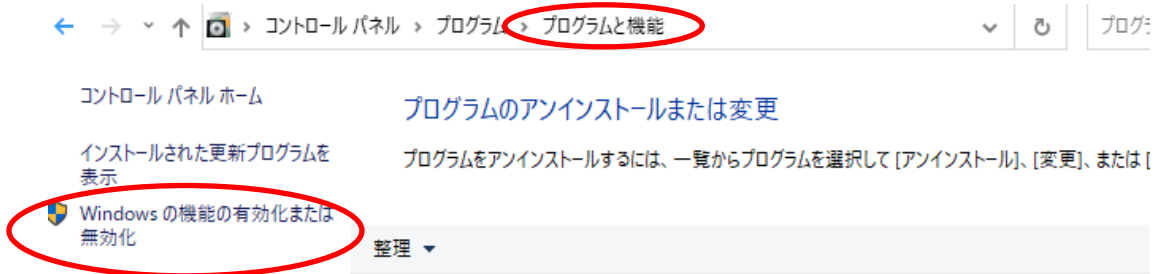 コントロール パネル › プログラム › プログラムと機能
コントロール パネル ホーム
インストールされた更新プログラムを
表示
Windows の機能の有効化または
無効化
プログラムのアンインストールまたは変更
プログラムをアンインストールするには、一覧からプログラムを選択して [アンインストール]、[変更]、または [
整理